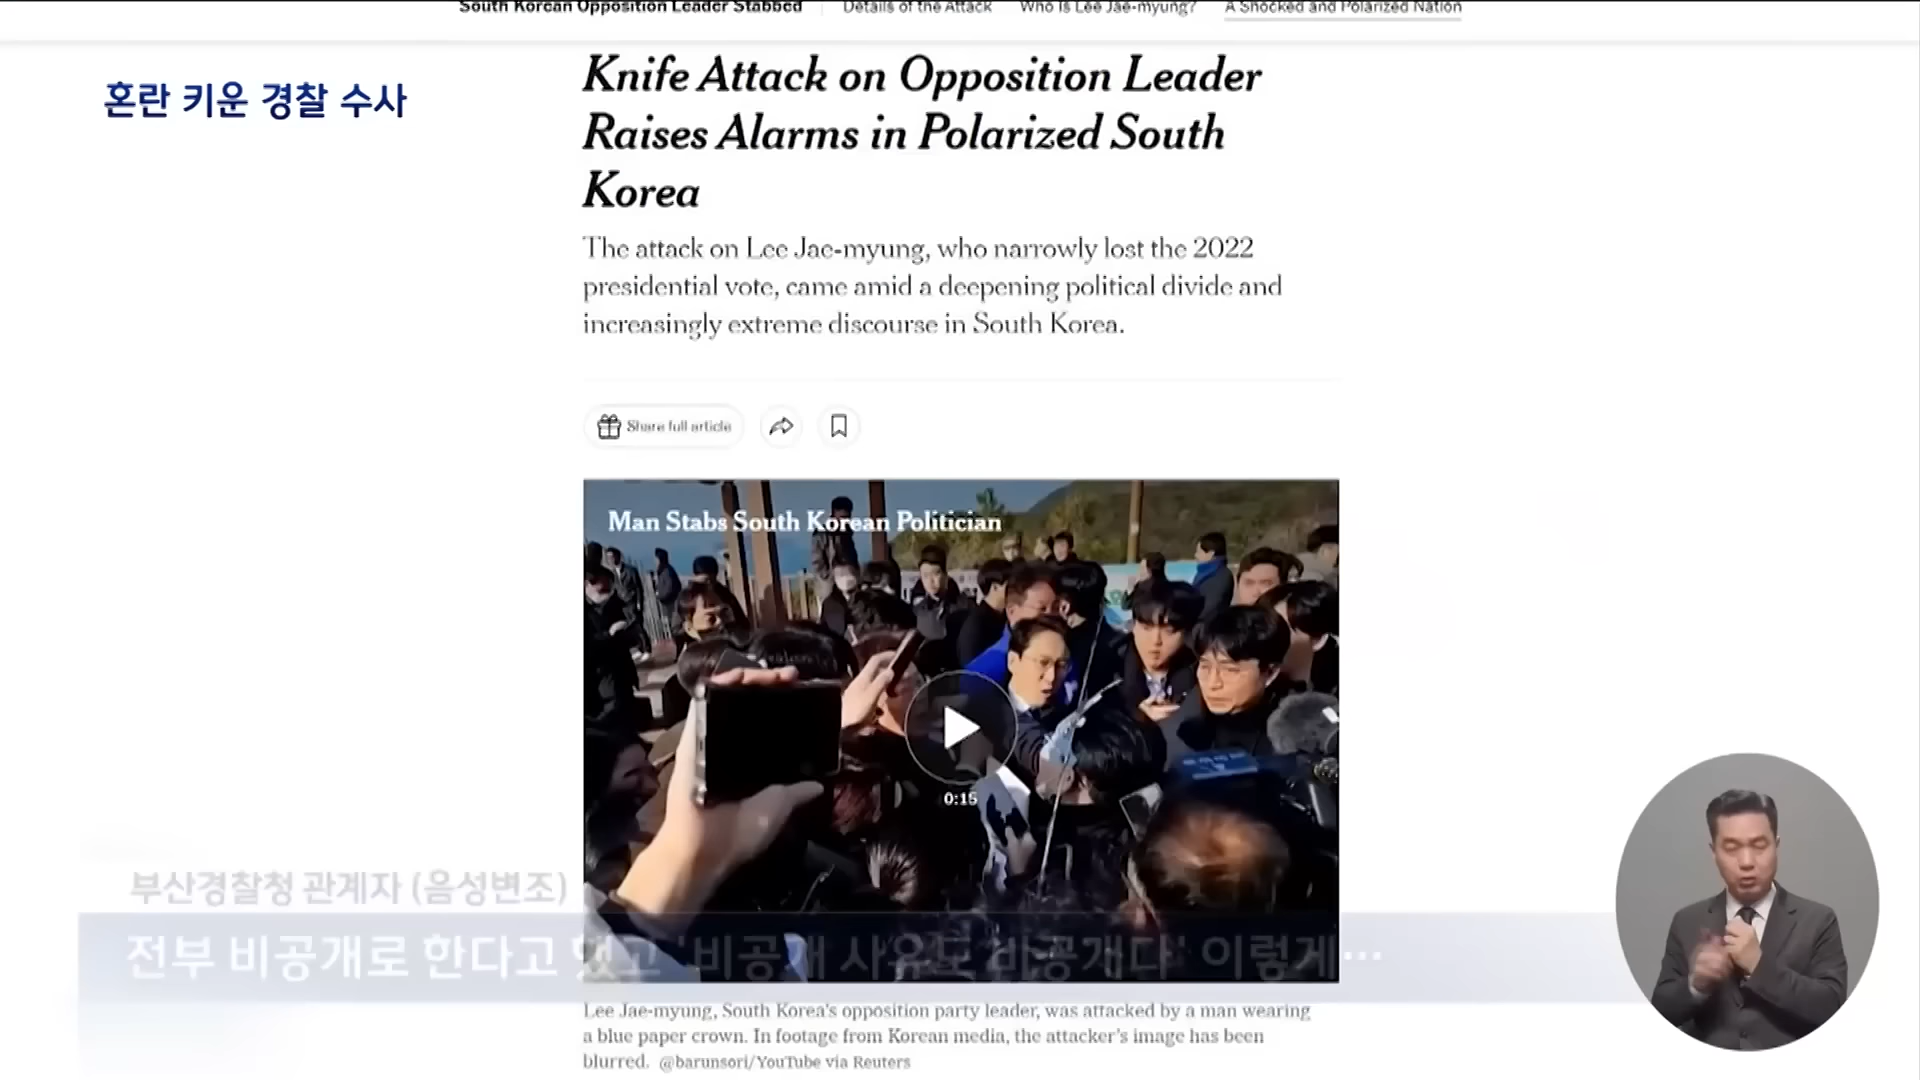 South Korean Opposition Leader Stabbed Details of the Attack Who Is Lee Jae-myung? A Shocked and Polarized Nation
혼란 키운 경찰 수사
Knife Attack on Opposition Leader
Raises Alarms in Polarized South
Korea
The attack on Lee Jae-myung, who narrowly lost the 2022
presidential vote, came amid a deepening political divide and
increasingly extreme discourse in South Korea.
Share full article
Man Stabs South Korean Politician
0:15
부산경찰청 관계자 (음성변조)
전부 비공개로 한다고 했고 '비공개 사유도 비공개다' 이렇게…
Lee Jae-myung, South Korea's opposition party leader, was attacked by a man wearing
a blue paper crown. In footage from Korean media, the attacker's image has been
blurred. @barunsori/YouTube via Reuters